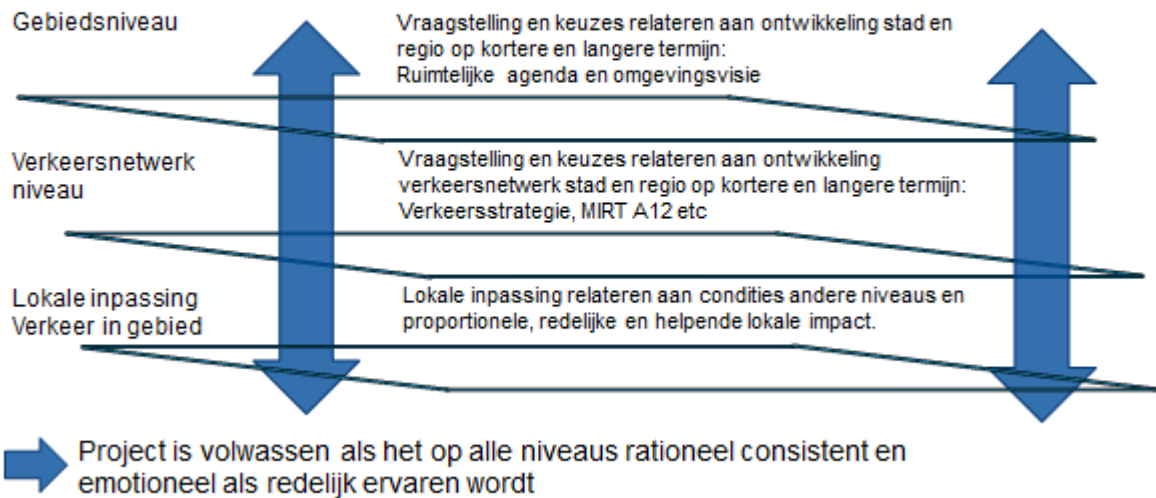 Gebiedsniveau
Vraagstelling en keuzes relateren aan ontwikkeling stad en
regio op kortere en langere termijn:
Ruimtelijke agenda en omgevingsvisie
Verkeersnetwerk
niveau
Vraagstelling en keuzes relateren aan ontwikkeling
verkeersnetwerk stad en regio op kortere en langere termijn:
Verkeersstrategie, MIRT A12 etc
Lokale inpassing
Verkeer in gebied
Lokale inpassing relateren aan condities andere niveaus en
proportionele, redelijke en helpende lokale impact.
Project is volwassen als het op alle niveaus rationeel consistent en
emotioneel als redelijk ervaren wordt